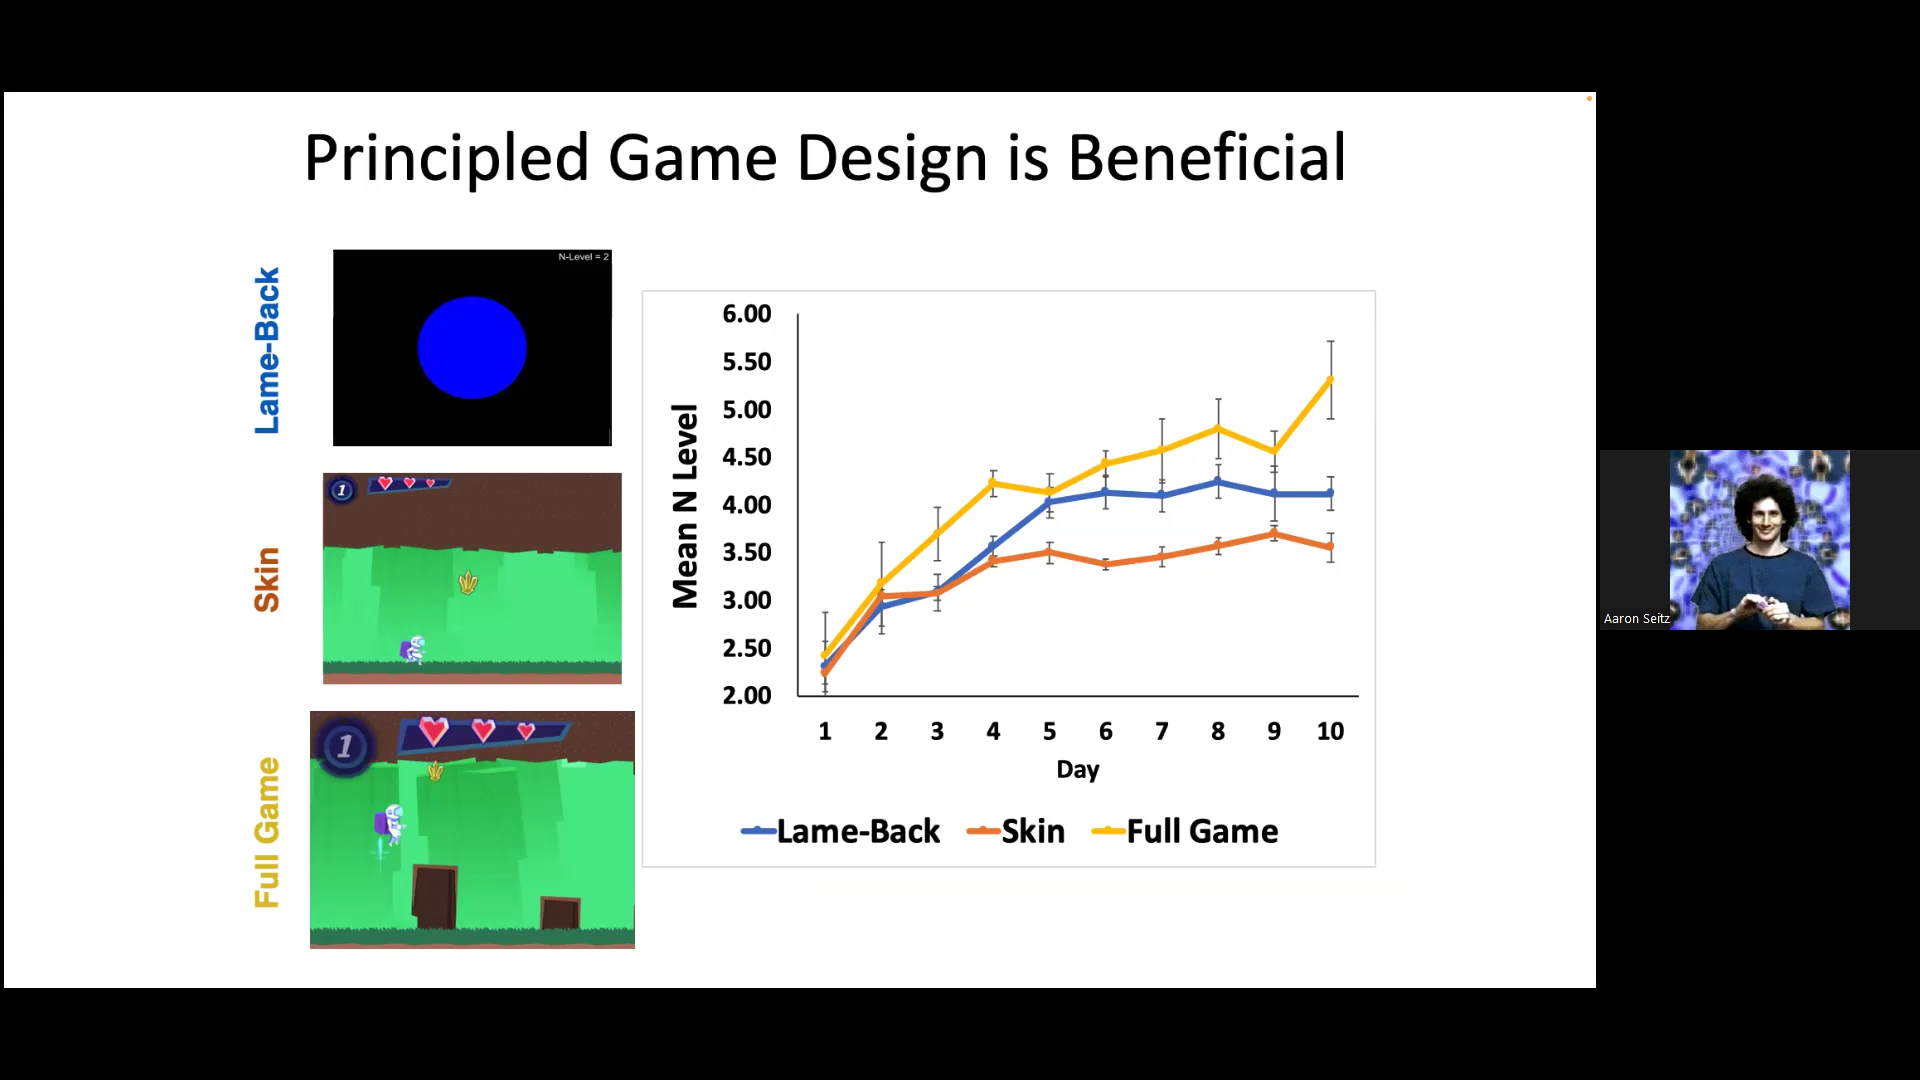 Principled Game Design is Beneficial
Lame-Back
N-Level = 2
Skin
1
Full Game
1
Mean N Level
6.00
5.50
5.00
4.50
4.00
3.50
3.00
2.50
2.00
1 2 3 4 5 6 7 8 9 10
Day
Lame-Back Skin Full Game
Aaron Seitz